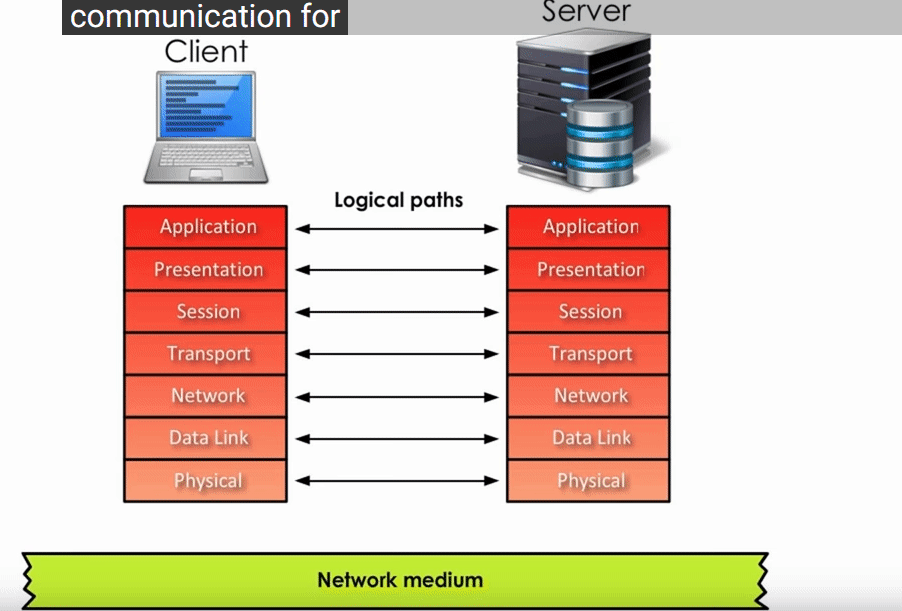 communication for
Server
Client
Logical paths
Application
Application
Presentation
Presentation
Session
Session
Transport
Transport
Network
Network
Data Link
Data Link
Physical
Physical
Network medium